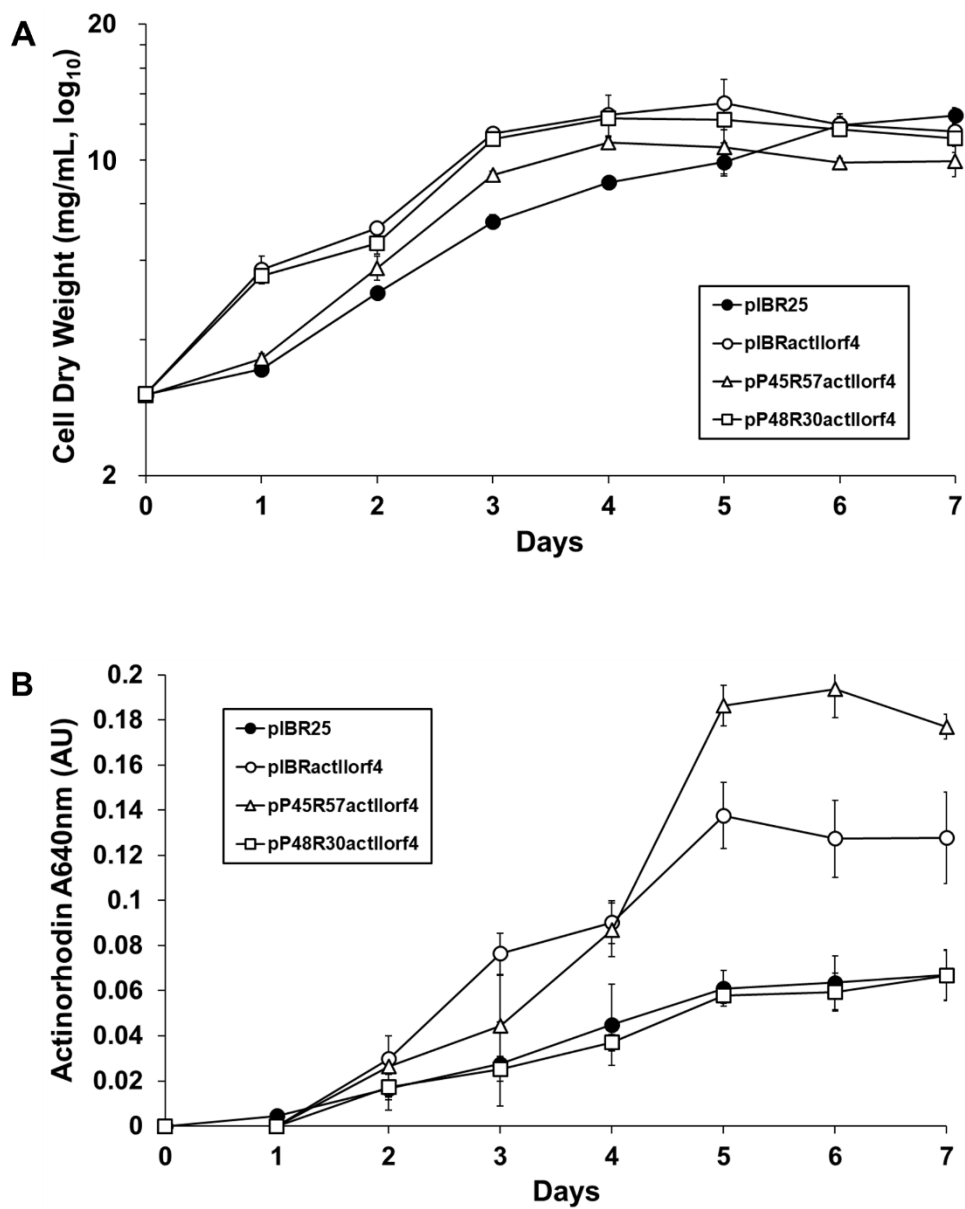 A
Cell Dry Weight (mg/mL, log10)
20
10
2
pIBR25
pIBRactIIorf4
pP45R57actIIorf4
pP48R30actIIorf4
0 1 2 3 4 5 6 7
Days
B
Actinorhodin A640nm (AU)
0.2
0.18
0.16
0.14
0.12
0.1
0.08
0.06
0.04
0.02
0
pIBR25
pIBRactIIorf4
pP45R57actIIorf4
pP48R30actIIorf4
0 1 2 3 4 5 6 7
Days